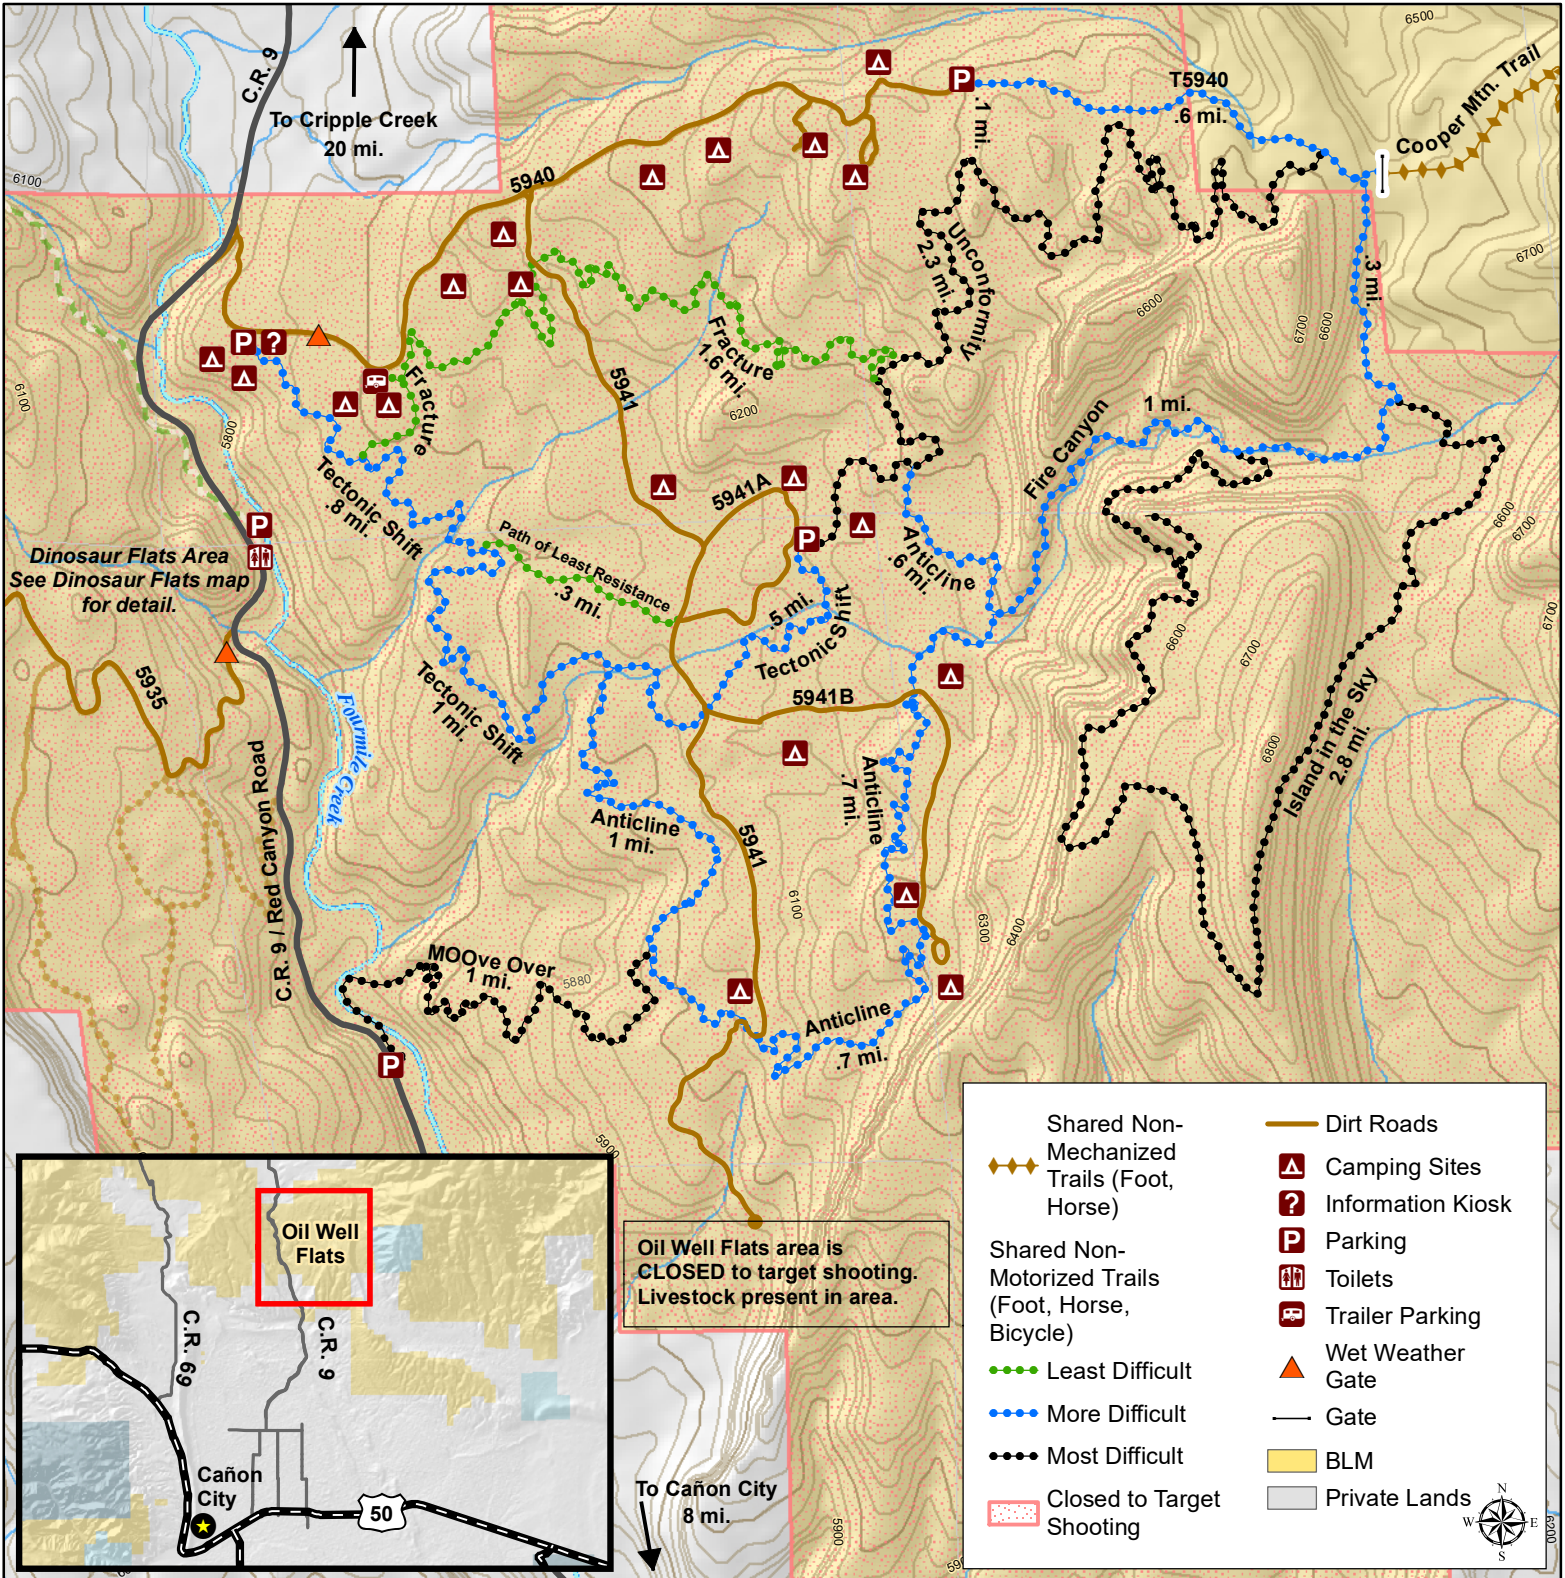 C.R. 9
To Cripple Creek
20 mi.
6500
6100
T5940
.6 mi.
.1 mi.
Cooper Mtn. Trail
5940
6700
Unconformity
2.3 mi.
.3 mi.
6600
6700
6600
Fracture
1.6 mi.
Fracture
5941
6200
6100
5800
1 mi.
Fire Canyon
Tectonic Shift
.8 mi.
5941A
Path of Least Resistance
.3 mi.
Anticline
.6 mi.
6600
6700
Dinosaur Flats Area
See Dinosaur Flats map
for detail.
.5 mi.
Tectonic Shift
6600
6700
6700
5935
Tectonic Shift
1 mi.
5941B
Fourmile Creek
C.R. 9 / Red Canyon Road
Anticline
.7 mi.
Island in the Sky
2.8 mi.
6800
Anticline
1 mi.
5941
6100
6300
6400
MOOve Over
1 mi.
5880
Anticline
.7 mi.
5900
Oil Well Flats area is
CLOSED to target shooting.
Livestock present in area.
Oil Well
Flats
C.R. 69
C.R. 9
Cañon
City
50
To Cañon City
8 mi.
5900
Shared Non-
Mechanized
Trails (Foot,
Horse)
Shared Non-
Motorized Trails
(Foot, Horse,
Bicycle)
Least Difficult
More Difficult
Most Difficult
Closed to Target
Shooting
Dirt Roads
Camping Sites
Information Kiosk
Parking
Toilets
Trailer Parking
Wet Weather
Gate
Gate
BLM
Private Lands
N
W
E
S
6200